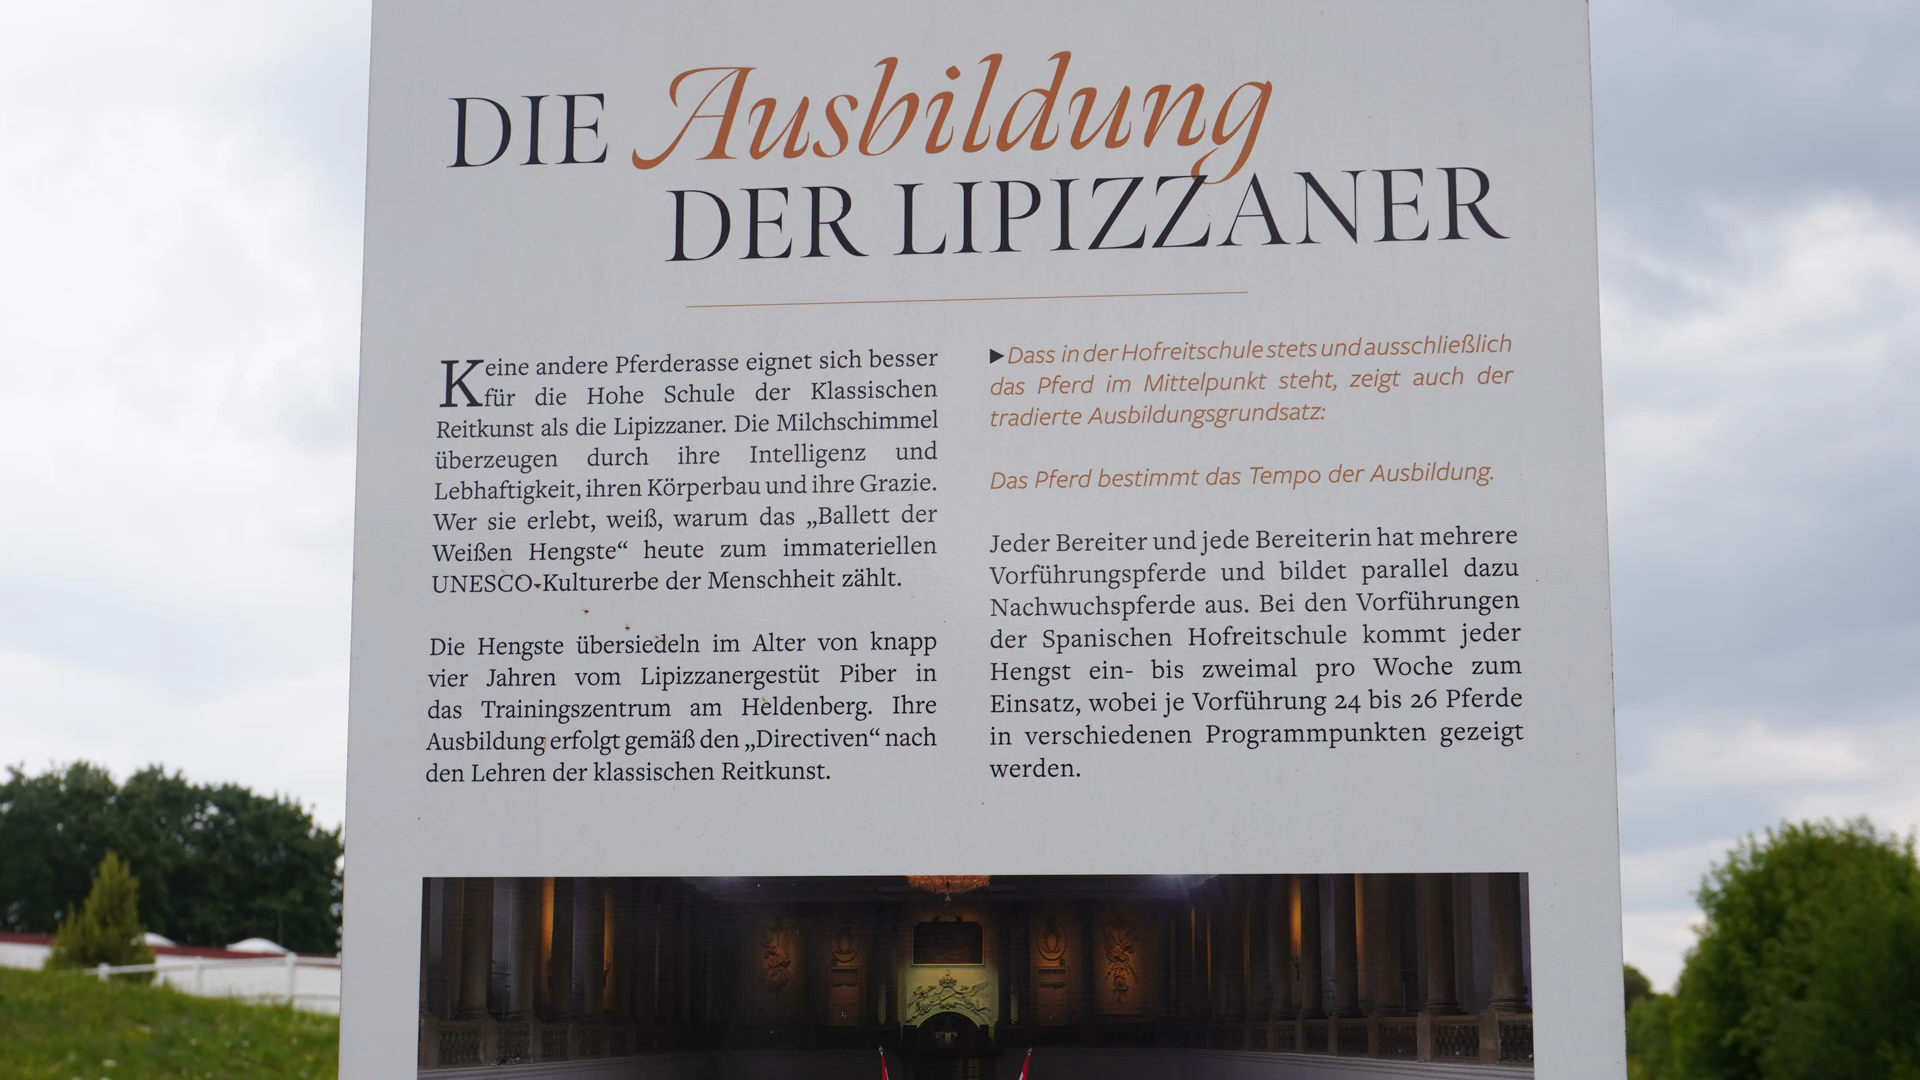 DIE Ausbildung
DER LIPIZZANER
Keine andere Pferderasse eignet sich besser
für die Hohe Schule der Klassischen
Reitkunst als die Lipizzaner. Die Milchschimmel
überzeugen durch ihre Intelligenz und
Lebhaftigkeit, ihren Körperbau und ihre Grazie.
Wer sie erlebt, weiß, warum das „Ballett der
Weißen Hengste“ heute zum immateriellen
UNESCO-Kulturerbe der Menschheit zählt.
Die Hengste übersiedeln im Alter von knapp
vier Jahren vom Lipizzanergestüt Piber in
das Trainingszentrum am Heldenberg. Ihre
Ausbildung erfolgt gemäß den „Directiven“ nach
den Lehren der klassischen Reitkunst.
▶Dass in der Hofreitschule stets und ausschließlich
das Pferd im Mittelpunkt steht, zeigt auch der
tradierte Ausbildungsgrundsatz:
Das Pferd bestimmt das Tempo der Ausbildung.
Jeder Bereiter und jede Bereiterin hat mehrere
Vorführungspferde und bildet parallel dazu
Nachwuchspferde aus. Bei den Vorführungen
der Spanischen Hofreitschule kommt jeder
Hengst ein- bis zweimal pro Woche zum
Einsatz, wobei je Vorführung 24 bis 26 Pferde
in verschiedenen Programmpunkten gezeigt
werden.